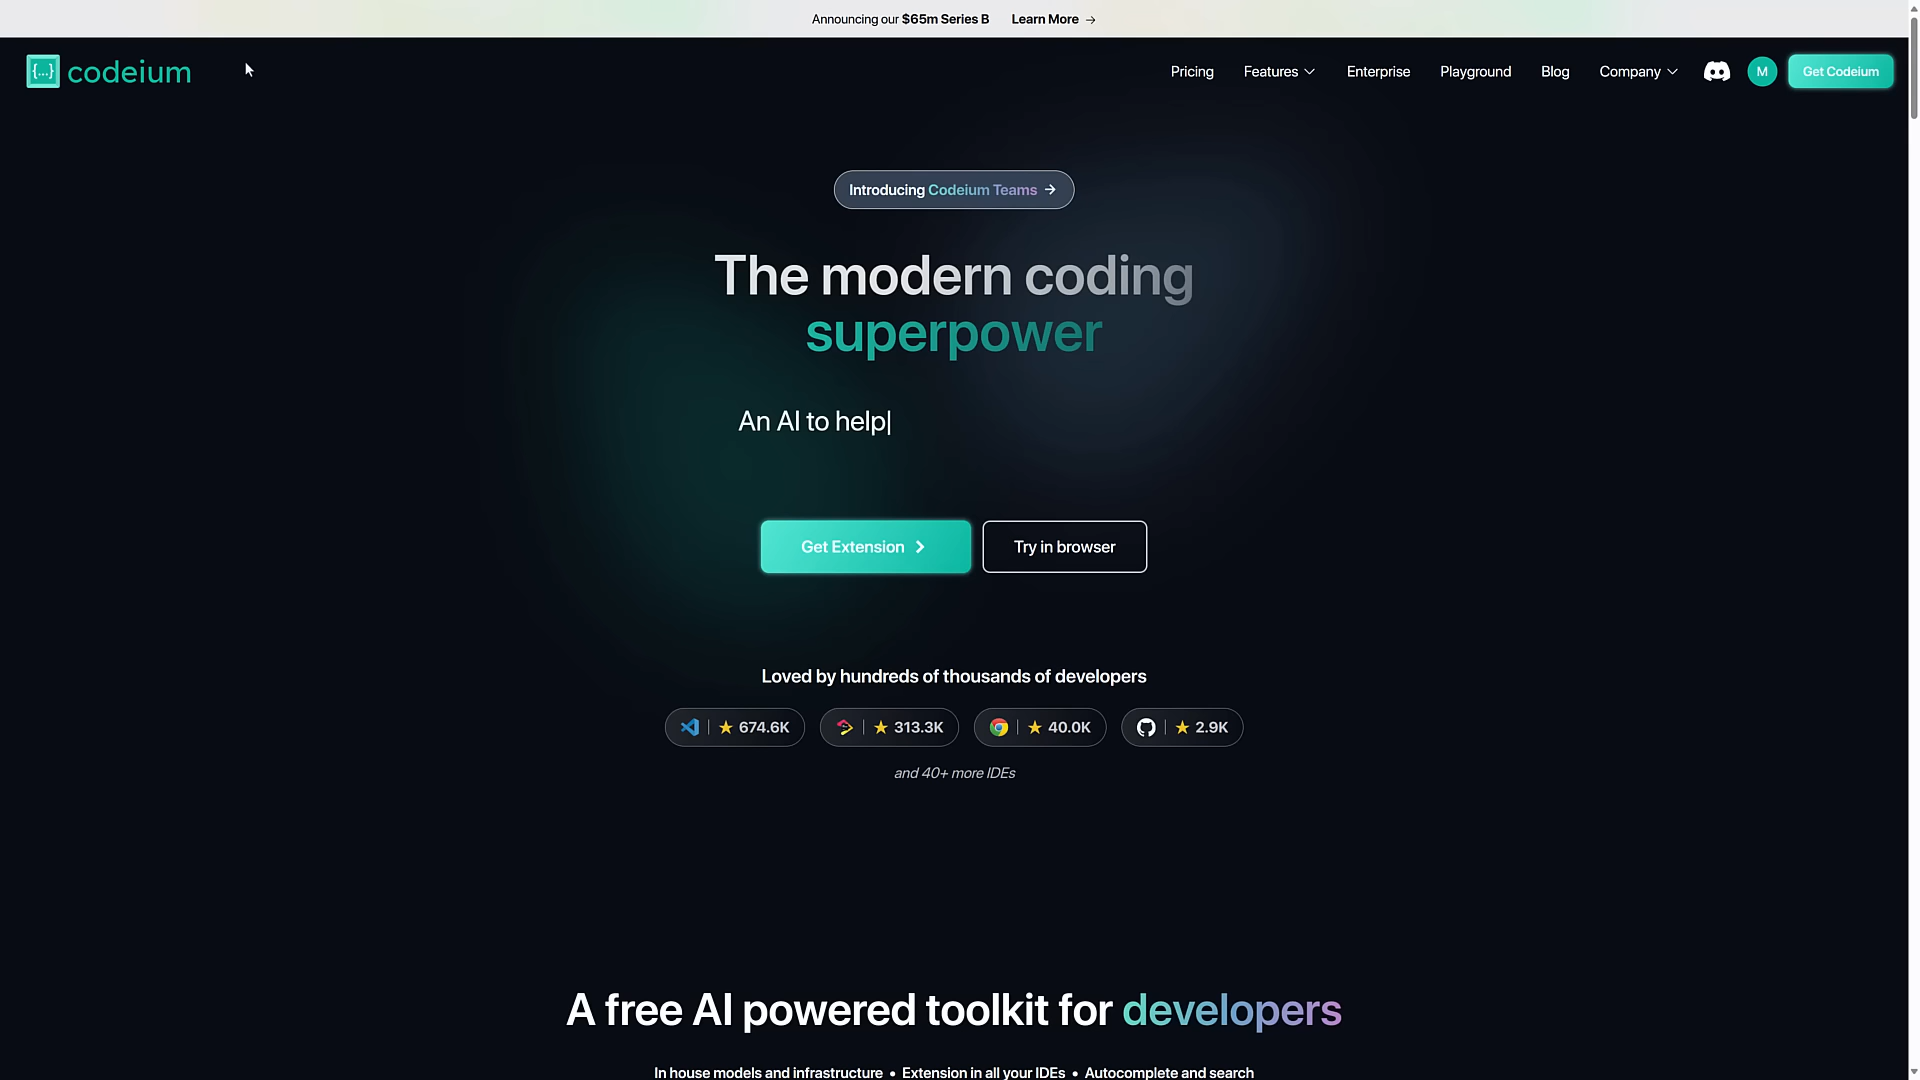 Announcing our $65m Series B Learn More →
{...} codeium
Pricing Features Enterprise Playground Blog Company M Get Codeium
Introducing Codeium Teams →
The modern coding
superpower
An AI to help|
Get Extension Try in browser
Loved by hundreds of thousands of developers
674.6K 313.3K 40.0K 2.9K
and 40+ more IDEs
A free AI powered toolkit for developers
In house models and infrastructure • Extension in all your IDEs • Autocomplete and search